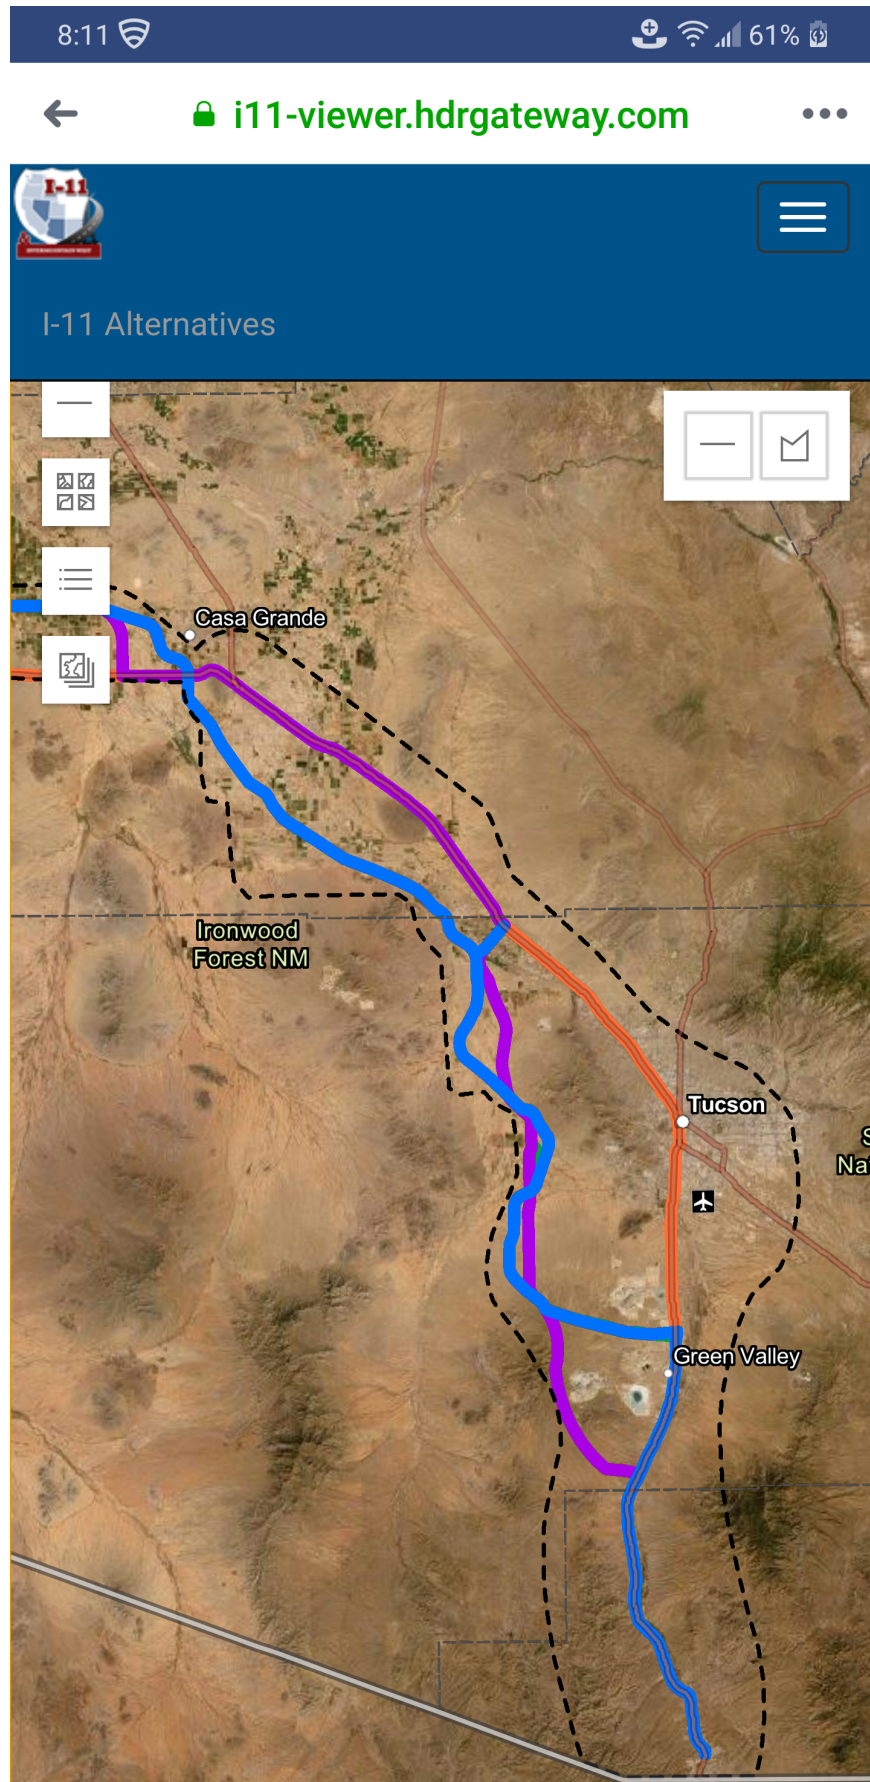 8:11
61%
i11-viewer.hdrgateway.com
I-11
I-11 Alternatives
Casa Grande
Ironwood
Forest NM
Tucson
Green Valley